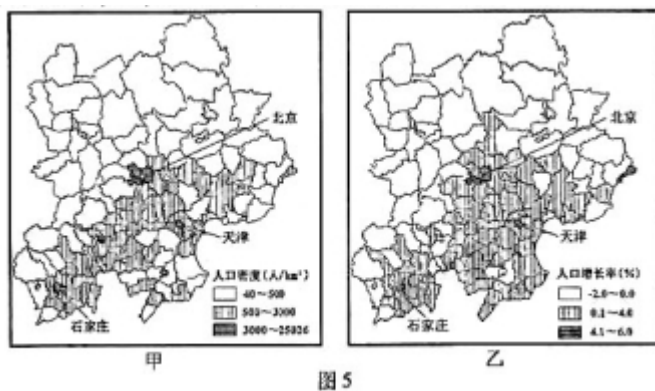 北京
天津
人口密度(人/km²)
40~500
500~3000
3000~25026
石家庄
甲
北京
天津
人口增长率(%)
-2.0~0.0
0.1~4.0
4.1~6.0
石家庄
乙
图5